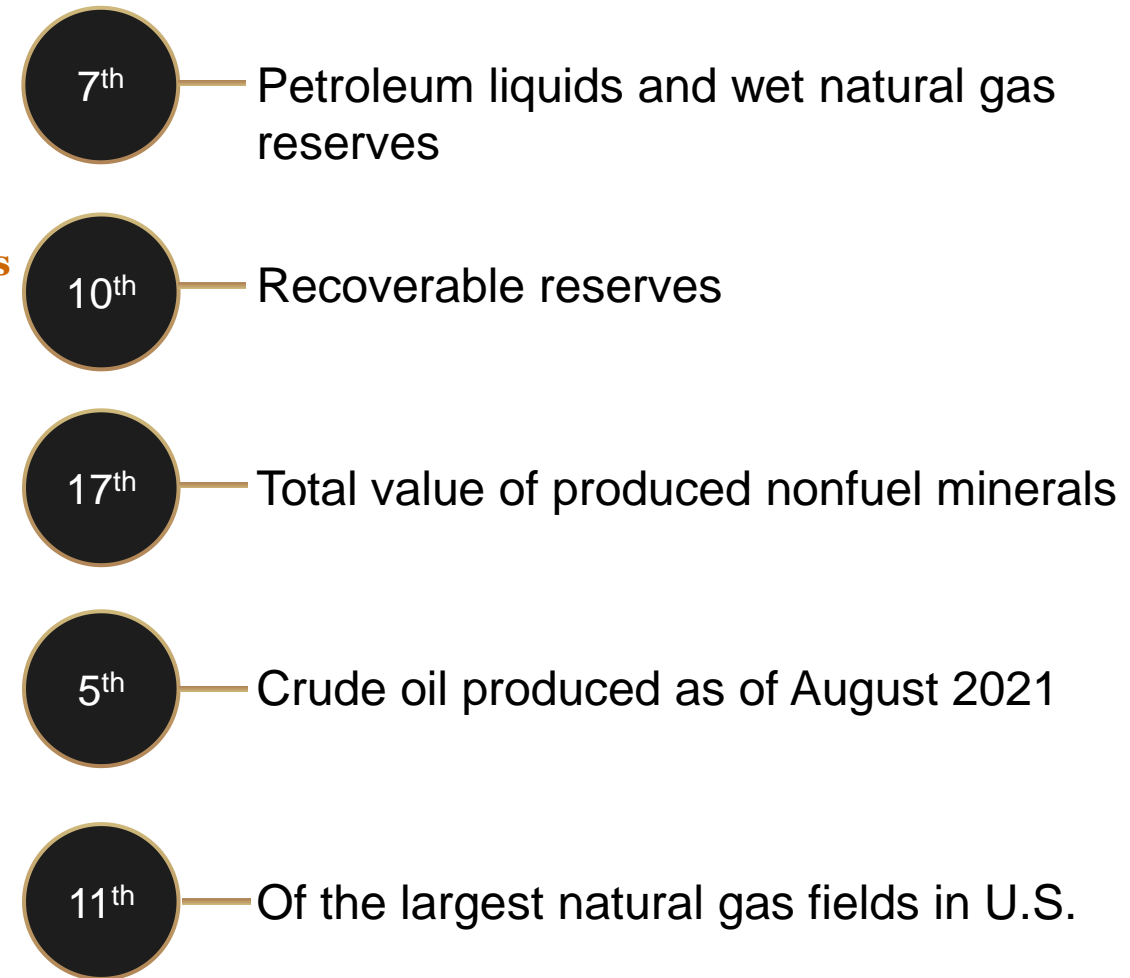 7th
Petroleum liquids and wet natural gas
reserves
s
10th
Recoverable reserves
17th
Total value of produced nonfuel minerals
5th
Crude oil produced as of August 2021
11th
Of the largest natural gas fields in U.S.